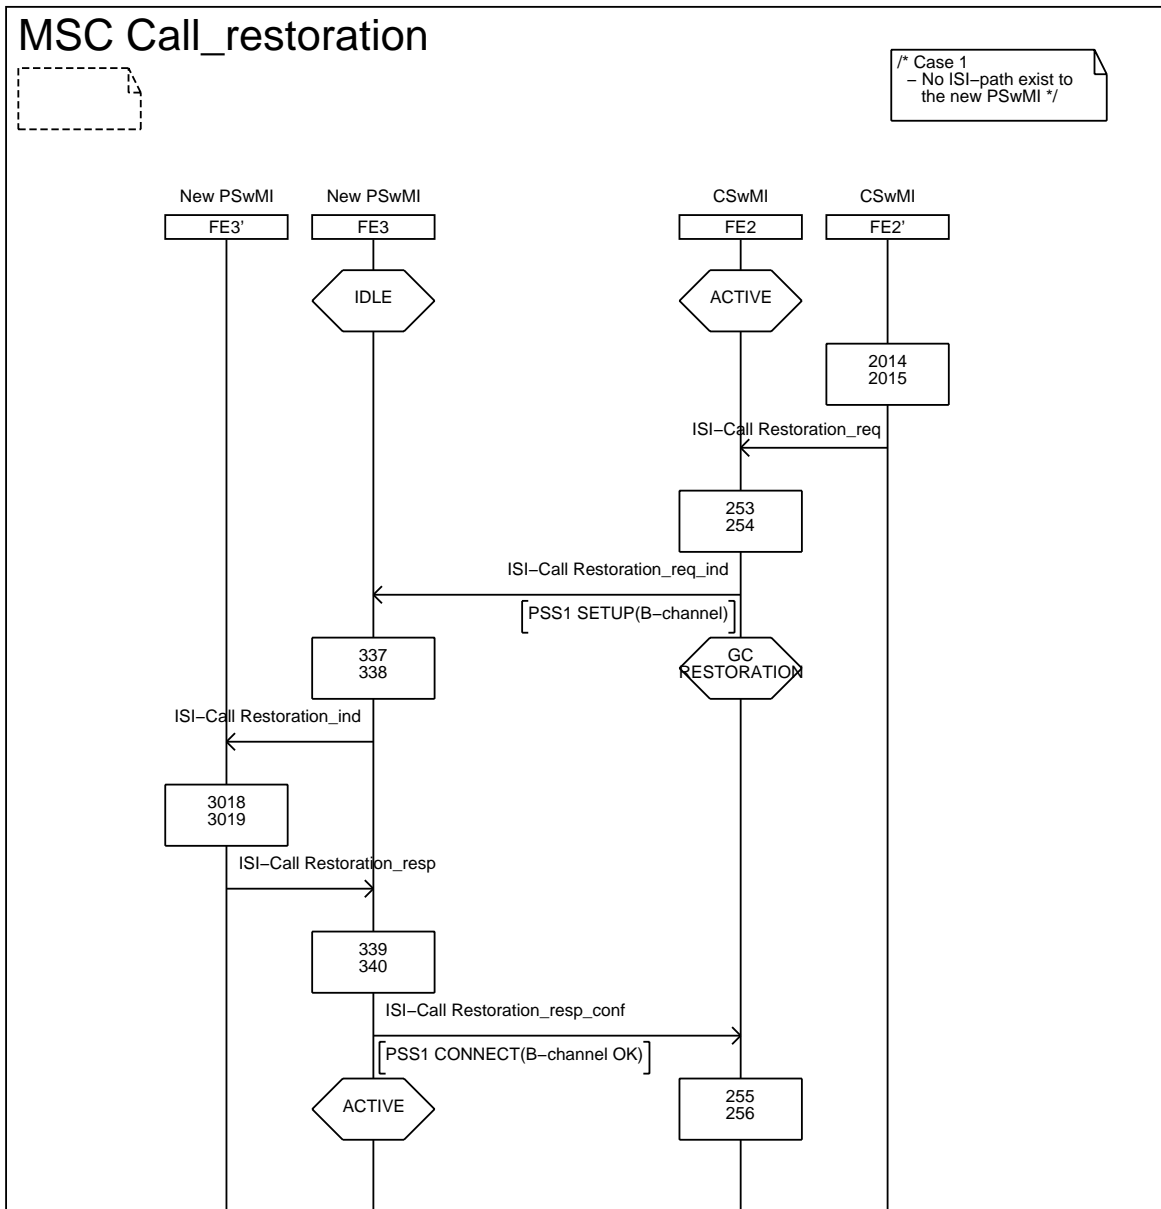 MSC Call_restoration
/* Case 1
– No ISI–path exist to
the new PSwMI */
New PSwMI
New PSwMI
CSwMI
CSwMI
FE3'
FE3
FE2
FE2'
IDLE
ACTIVE
2014
2015
ISI–Call Restoration_req
253
254
ISI–Call Restoration_req_ind
PSS1 SETUP(B–channel)
337
338
GC
RESTORATION
ISI–Call Restoration_ind
3018
3019
ISI–Call Restoration_resp
339
340
ISI–Call Restoration_resp_conf
PSS1 CONNECT(B–channel OK)
ACTIVE
255
256